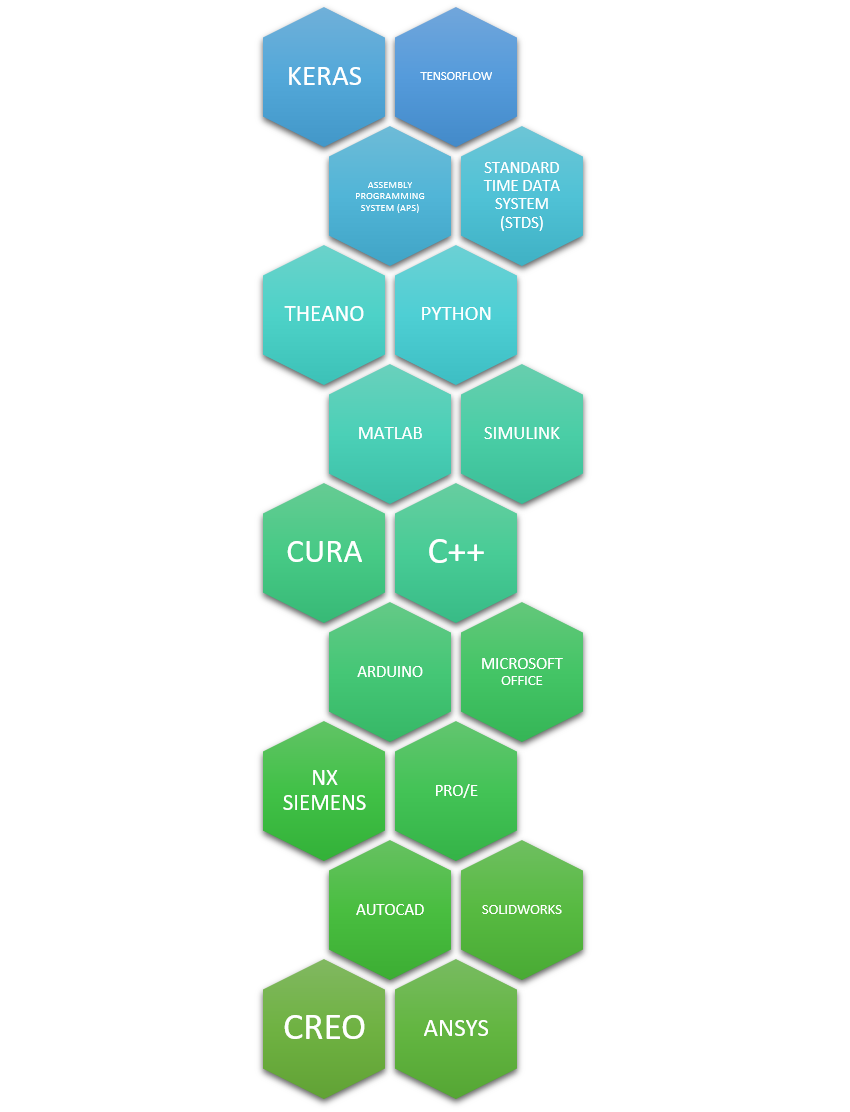 KERAS
TENSORFLOW
ASSEMBLY
PROGRAMMING
SYSTEM (APS)
STANDARD
TIME DATA
SYSTEM
(STDS)
THEANO
PYTHON
MATLAB
SIMULINK
CURA
C++
ARDUINO
MICROSOFT
OFFICE
NX
SIEMENS
PRO/E
AUTOCAD
SOLIDWORKS
CREO
ANSYS